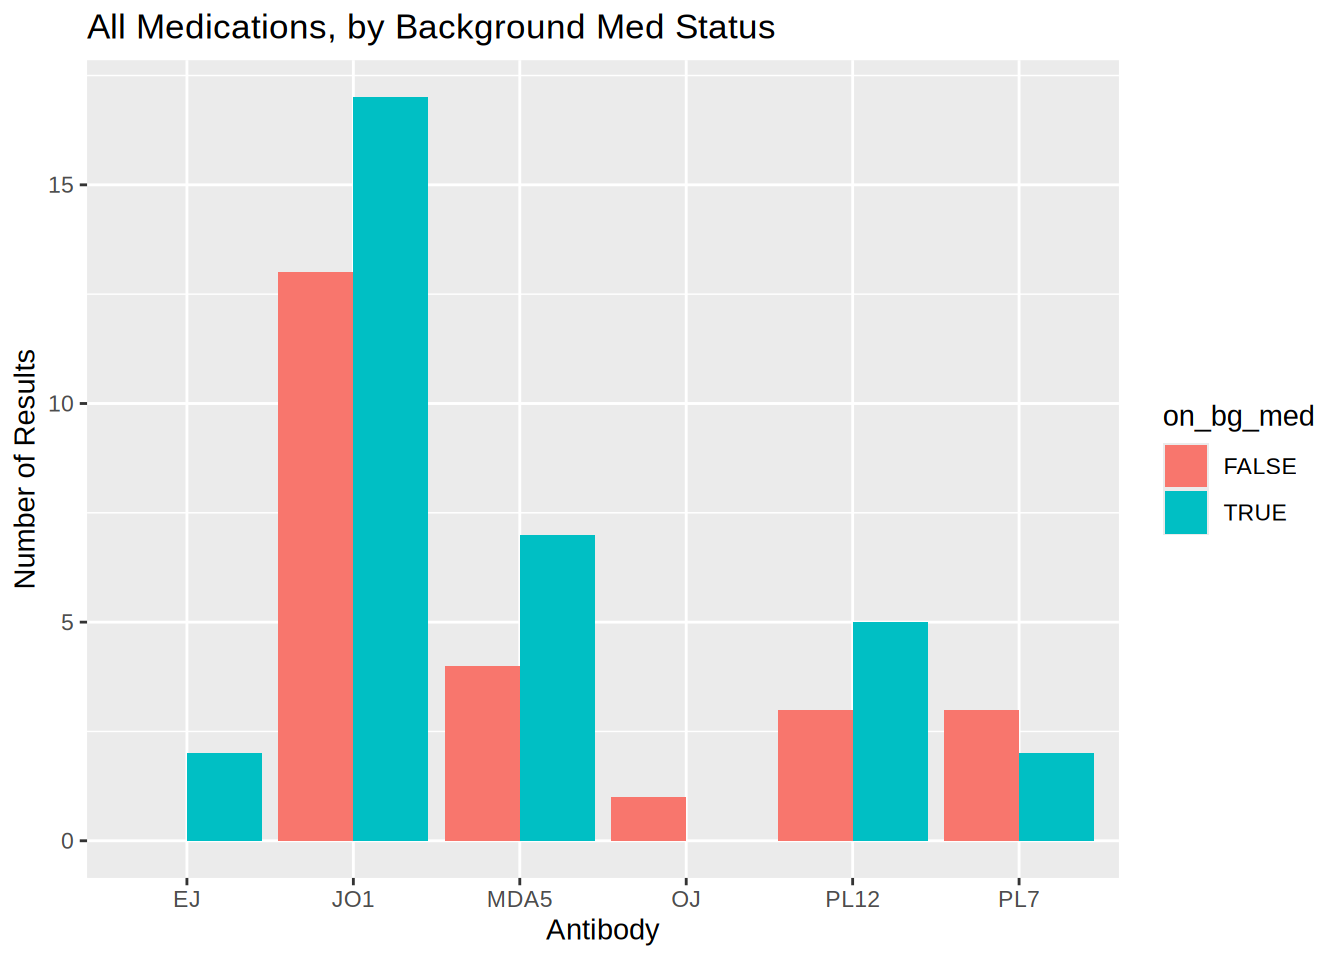 All Medications, by Background Med Status
Number of Results
15
10
5
0
EJ JO1 MDA5 OJ PL12 PL7
Antibody
on_bg_med
FALSE
TRUE